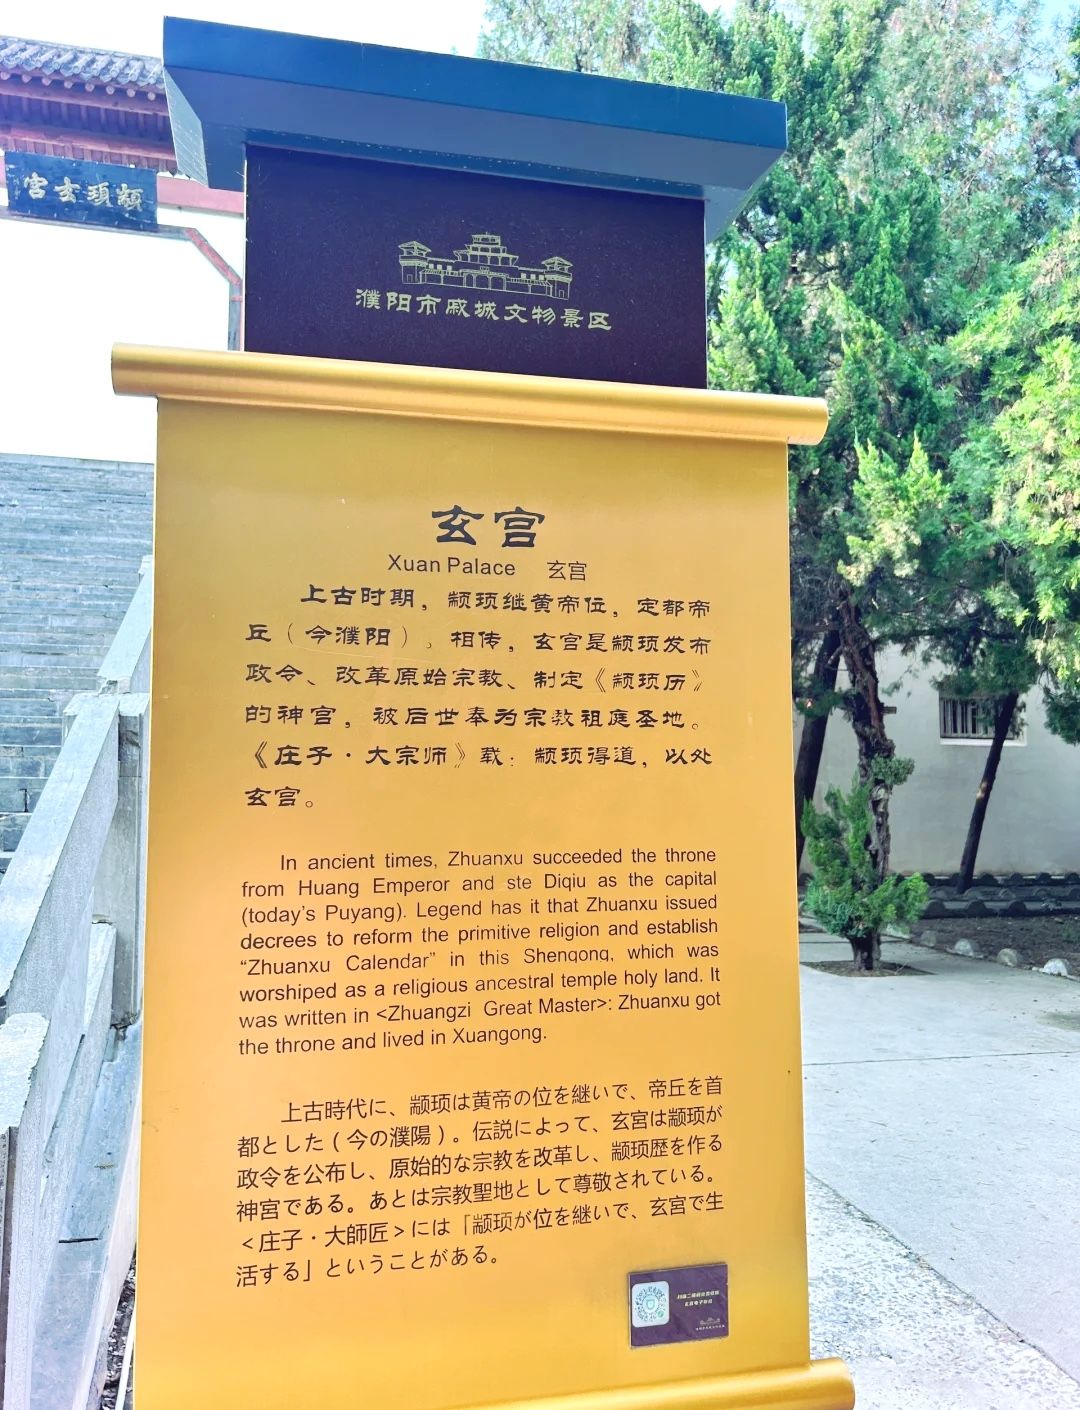 宫玄頊顓
濮阳市戚城文物景区
玄宫
Xuan Palace 玄宫
上古时期，颛顼继黄帝位，定都帝
丘（今濮阳）。相传，玄宫是颛顼发布
政令、改革原始宗教、制定《颛顼历》
的神宫，被后世奉为宗教祖庭圣地。
《庄子·大宗师》载：颛顼得道，以处
玄宫。
In ancient times, Zhuanxu succeeded the throne
from Huang Emperor and ste Diqiu as the capital
(today's Puyang). Legend has it that Zhuanxu issued
decrees to reform the primitive religion and establish
“Zhuanxu Calendar” in this Shengong, which was
worshiped as a religious ancestral temple holy land. It
was written in <Zhuangzi Great Master>: Zhuanxu got
the throne and lived in Xuangong.
上古時代に、颛顼は黄帝の位を継いで、帝丘を首
都とした（今の濮陽）。伝説によって、玄宮は颛顼が
政令を公布し、原始的な宗教を改革し、颛顼歴を作る
神宮である。あとは宗教聖地として尊敬されている。
<庄子·大師匠>には「颛顼が位を継いで、玄宮で生
活する」ということがある。